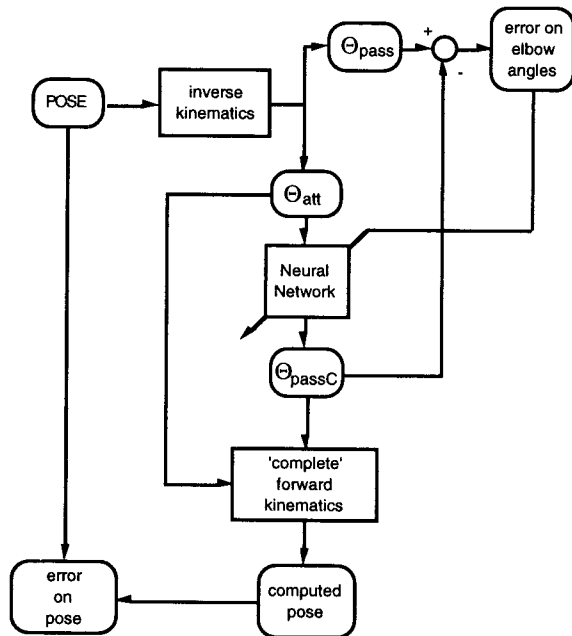 Θpass
+
-
error on
elbow
angles
POSE
inverse
kinematics
Θatt
Neural
Network
ΘpassC
'complete'
forward
kinematics
error
on
pose
computed
pose